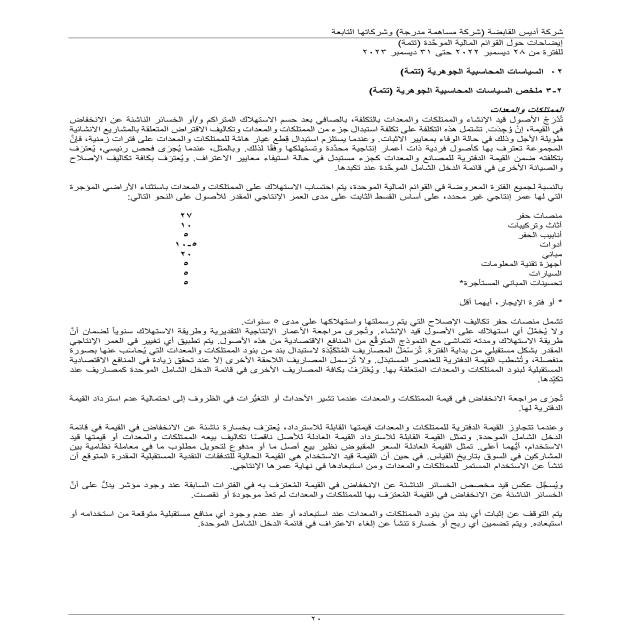 شركة أديس القابضة (شركة مساهمة مدرجة) وشركاتها التابعة
إيضاحات حول القوائم المالية الموحّدة (تتمة)
للفترة من ٢٨ ديسمبر ٢٠٢٢ حتى ٣١ ديسمبر ٢٠٢٣
٠٢ السياسات المحاسبية الجوهرية (تتمة)
٢-٣ ملخص السياسات المحاسبية الجوهرية (تتمة)
الممتلكات والمعدات
تُدْرَج الأصول قيد الإنشاء والممتلكات والمعدات بالتكلفة، بالصافي بعد حسم الاستهلاك المتراكم و/أو الخسائر الناشئة عن الانخفاض
في القيمة، إنْ وُجدت. تشتمل هذه التكلفة على تكلفة استبدال جزء من الممتلكات والمعدات وتكاليف الاقتراض المتعلقة بالمشاريع الانشائية
طويلة الأجل وذلك في حالة الوفاء بمعايير الاثبات. وعندما يستلزم استبدال قطع غيار هامّة للممتلكات والمعدات على فترات زمنية، فإنَّ
المجموعة تعترف بها كأصول فردية ذات أعمار إنتاجية محدّدة وتستهلكها وفقًا لذلك. وبالمثل، عندما يُجرَى فحص رئيسي، يُعترَف
بتكلفته ضمن القيمة الدفترية للمصانع والمعدات كجزء مستبدل في حالة استيفاء معايير الاعتراف. ويُعترَف بكافة تكاليف الإصلاح
والصيانة الأخرى في قائمة الدخل الشامل الموحدة عند تكبدها.
بالنسبة لجميع الفترة المعروضة في القوائم المالية الموحدة، يتم احتساب الاستهلاك على الممتلكات والمعدات باستثناء الأراضي المؤجرة
التي لها عمر إنتاجي غير محدد، على أساس القسط الثابت على مدى العمر الإنتاجي المقدر للأصول على النحو التالي:
منصات حفر ٢٧
أثاث وتركيبات ١٠
أنابيب الحفر ٥
أدوات ٥-١٠
مباني ٢٠
أجهزة تقنية المعلومات ٥
السيارات ٥
تحسينات المباني المستأجرة* ٥
* أو فترة الإيجار، أيهما أقل
تشمل منصات حفر تكاليف الإصلاح التي يتم رسملتها واستهلاكها على مدى ٥ سنوات.
ولا يُحَمَّل أي استهلاك على الأصول قيد الإنشاء. وتُجرى مراجعة الأعمار الإنتاجية التقديرية وطريقة الاستهلاك سنوياً لضمان أنَّ
طريقة الاستهلاك ومدته تتماشى مع النموذج المتوقَّع من المنافع الاقتصادية من هذه الأصول. يتم تطبيق أي تغيير في العمر الإنتاجي
المقدر بشكل مستقبلي من بداية الفترة. تُرَسمَل المصاريف المُتَكبَّدة لاستبدال بند من بنود الممتلكات والمعدات التي يُحاسَب عنها بصورة
منفصلة، وتُشطب القيمة الدفترية للعنصر المستبدل. ولا تُرسمل المصاريف اللاحقة الأخرى إلا عند تحقق زيادة في المنافع الاقتصادية
المستقبلية لبنود الممتلكات والمعدات المتعلقة بها. ويُعْتَرَف بكافة المصاريف الأخرى في قائمة الدخل الشامل الموحدة كمصاريف عند
تكبّدها.
تُجرى مراجعة الانخفاض في قيمة الممتلكات والمعدات عندما تشير الأحداث أو التغيُّرات في الظروف إلى احتمالية عدم استرداد القيمة
الدفترية لها.
وعندما تتجاوز القيمة الدفترية للممتلكات والمعدات قيمتها القابلة للاسترداد، يُعترف بخسارة ناشئة عن الانخفاض في القيمة في قائمة
الدخل الشامل الموحدة. وتمثل القيمة القابلة للاسترداد القيمة العادلة للأصل ناقصًا تكاليف بيعه الممتلكات والمعدات أو قيمتها قيد
الاستخدام، أيُّهما أعلى. تمثل القيمة العادلة السعر المقبوض نظير بيع أصل ما أو مدفوع لتحويل مطلوب ما في معاملة نظامية بين
المشاركين في السوق بتاريخ القياس. في حين أن القيمة قيد الاستخدام هي القيمة الحالية للتدفقات النقدية المستقبلية المقدرة المتوقع أن
تنشأ عن الاستخدام المستمر للممتلكات والمعدات ومن استبعادها في نهاية عمرها الإنتاجي.
ويُسجَّل عكس قيد مخصص الخسائر الناشئة عن الانخفاض في القيمة المُعترف به في الفترات السابقة عند وجود مؤشر يدلُّ على أنَّ
الخسائر الناشئة عن الانخفاض في القيمة المُعترَف بها للممتلكات والمعدات لم تعدْ موجودة أو نقصت.
يتم التوقف عن إثبات أي بند من بنود الممتلكات والمعدات عند استبعاده أو عند عدم وجود أي منافع مستقبلية متوقعة من استخدامه أو
استبعاده. ويتم تضمين أي ربح أو خسارة تنشأ عن إلغاء الاعتراف في قائمة الدخل الشامل الموحدة.
٢٠